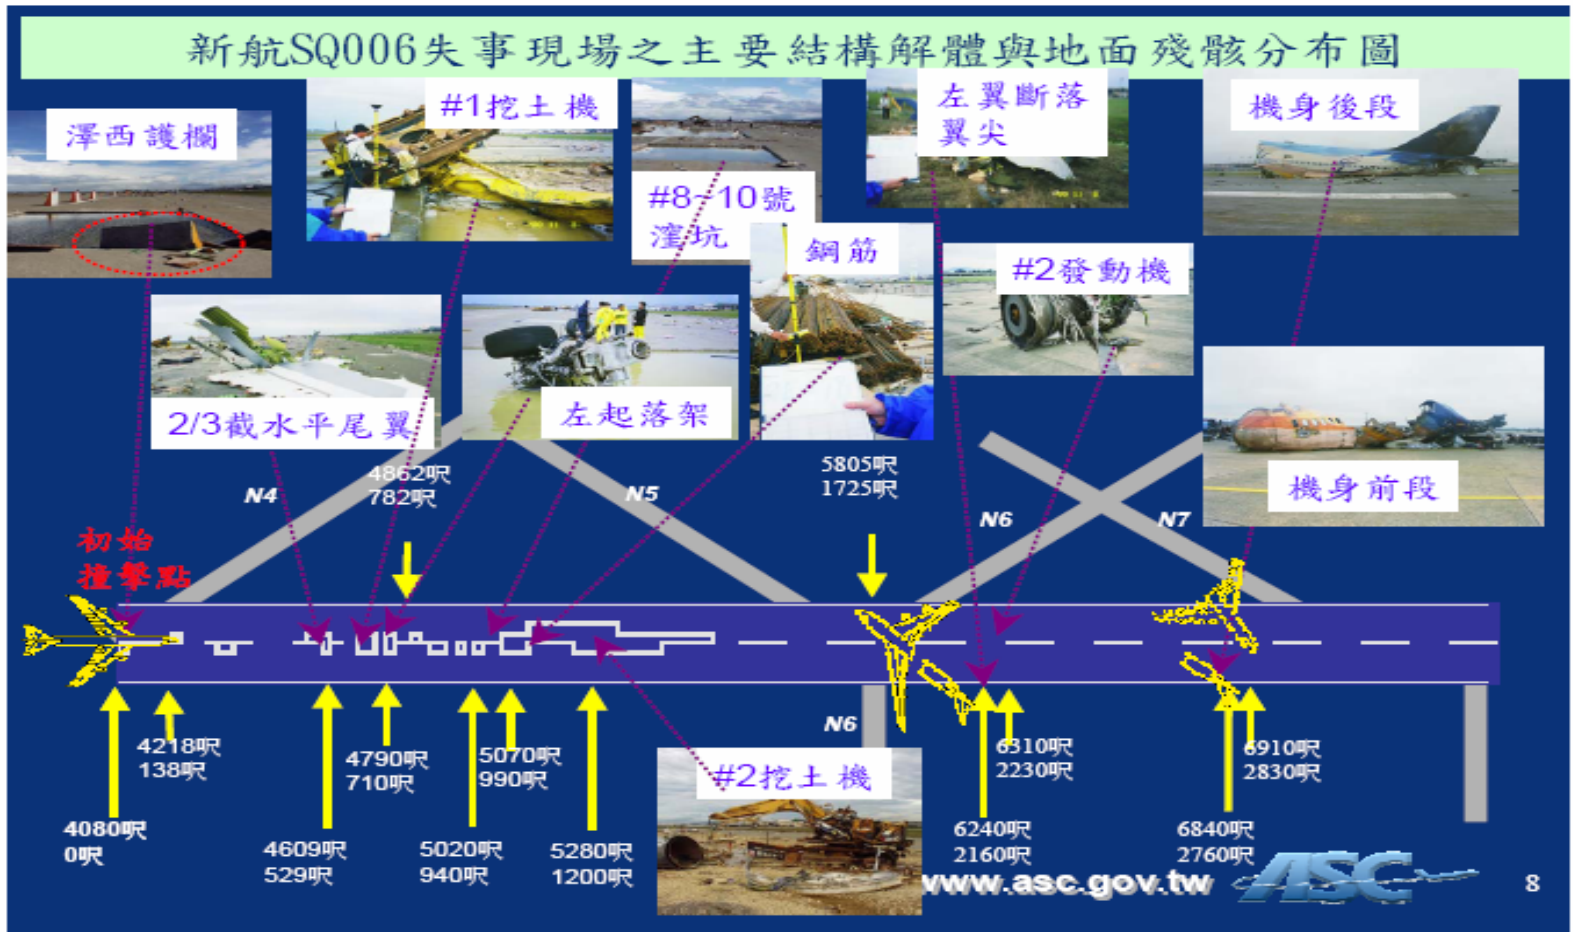 新航SQ006失事現場之主要結構解體與地面殘骸分布圖
澤西護欄
#1挖土機
#8~10號
窪坑
左翼斷落
翼尖
機身後段
鋼筋
#2發動機
2/3截水平尾翼
左起落架
機身前段
4862呎
782呎
5805呎
1725呎
N4
N5
N6
N7
初始
撞擊點
N6
4218呎
138呎
4790呎
710呎
5070呎
990呎
6310呎
2230呎
6910呎
2830呎
#2挖土機
4080呎
0呎
4609呎
529呎
5020呎
940呎
5280呎
1200呎
6240呎
2160呎
6840呎
2760呎
www.asc.gov.tw
ASC
8